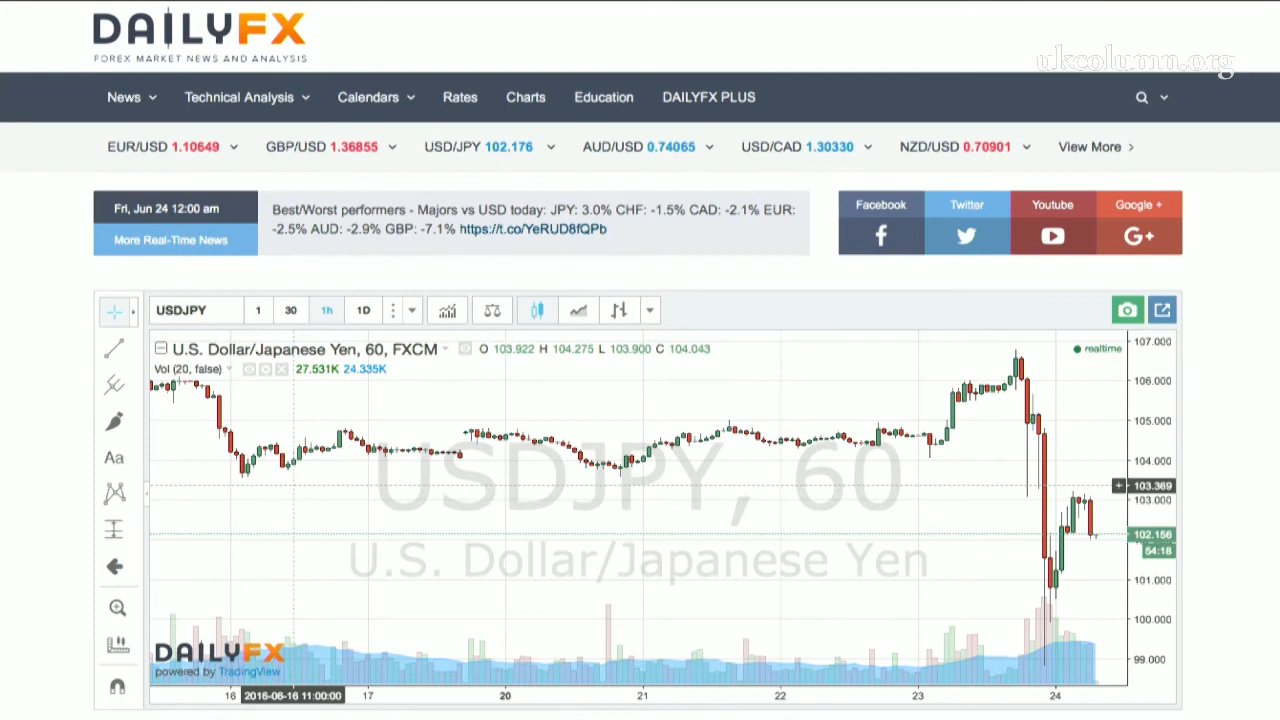 DAILYFX
FOREX MARKET NEWS AND ANALYSIS
ukcolumn.org
News Technical Analysis Calendars Rates Charts Education DAILYFX PLUS
EUR/USD 1.10649 GBP/USD 1.36855 USD/JPY 102.176 AUD/USD 0.74065 USD/CAD 1.30330 NZD/USD 0.70901 View More
Fri, Jun 24 12:00 am
More Real-Time News
Best/Worst performers - Majors vs USD today: JPY: 3.0% CHF: -1.5% CAD: -2.1% EUR:
-2.5% AUD: -2.9% GBP: -7.1% https://t.co/YeRUD8fQPb
Facebook Twitter Youtube Google +
f G+
USDJPY 1 30 1h 1D
U.S. Dollar/Japanese Yen, 60, FXCM O 103.922 H 104.275 L 103.900 C 104.043
realtime
Vol (20, false) 27.531K 24.335K
Aa
USDJPY, 60
U.S. Dollar/Japanese Yen
107.000
106.000
105.000
104.000
103.369
103.000
102.156
54:18
101.000
100.000
99.000
DAILYFX
powered by TradingView
16 2016-06-16 11:00:00 17 20 21 22 23 24